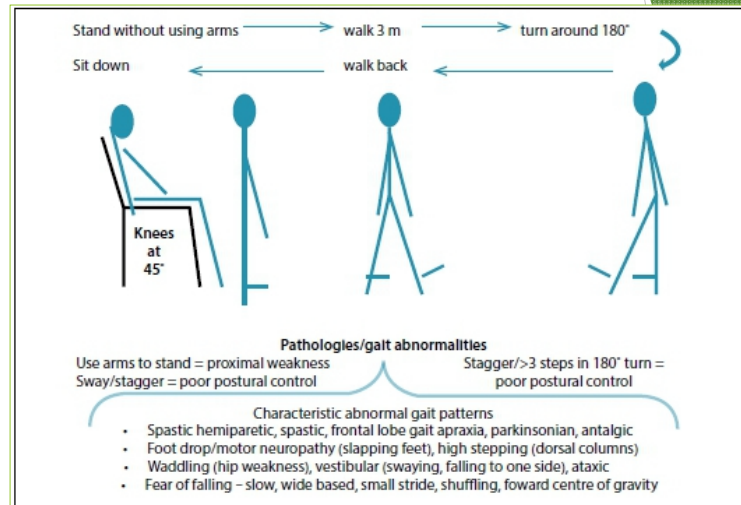 Stand without using arms walk 3 m turn around 180˚
Sit down walk back
Knees
at
45˚
Pathologies/gait abnormalities
Use arms to stand = proximal weakness
Sway/stagger = poor postural control
Stagger/>3 steps in 180˚ turn =
poor postural control
Characteristic abnormal gait patterns
• Spastic hemiparetic, spastic, frontal lobe gait apraxia, parkinsonian, antalgic
• Foot drop/motor neuropathy (slapping feet), high stepping (dorsal columns)
• Waddling (hip weakness), vestibular (swaying, falling to one side), ataxic
• Fear of falling – slow, wide based, small stride, shuffling, foward centre of gravity